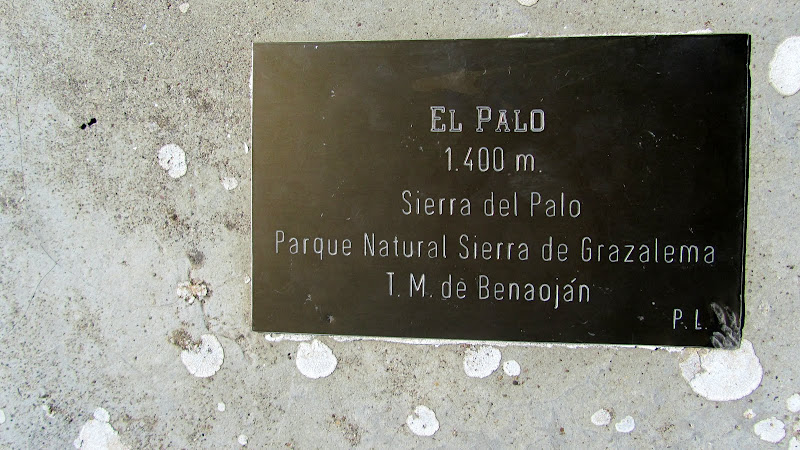 EL PALO
1.400 m.
Sierra del Palo
Parque Natural Sierra de Grazalema
T. M. de Benaoján
P. L.